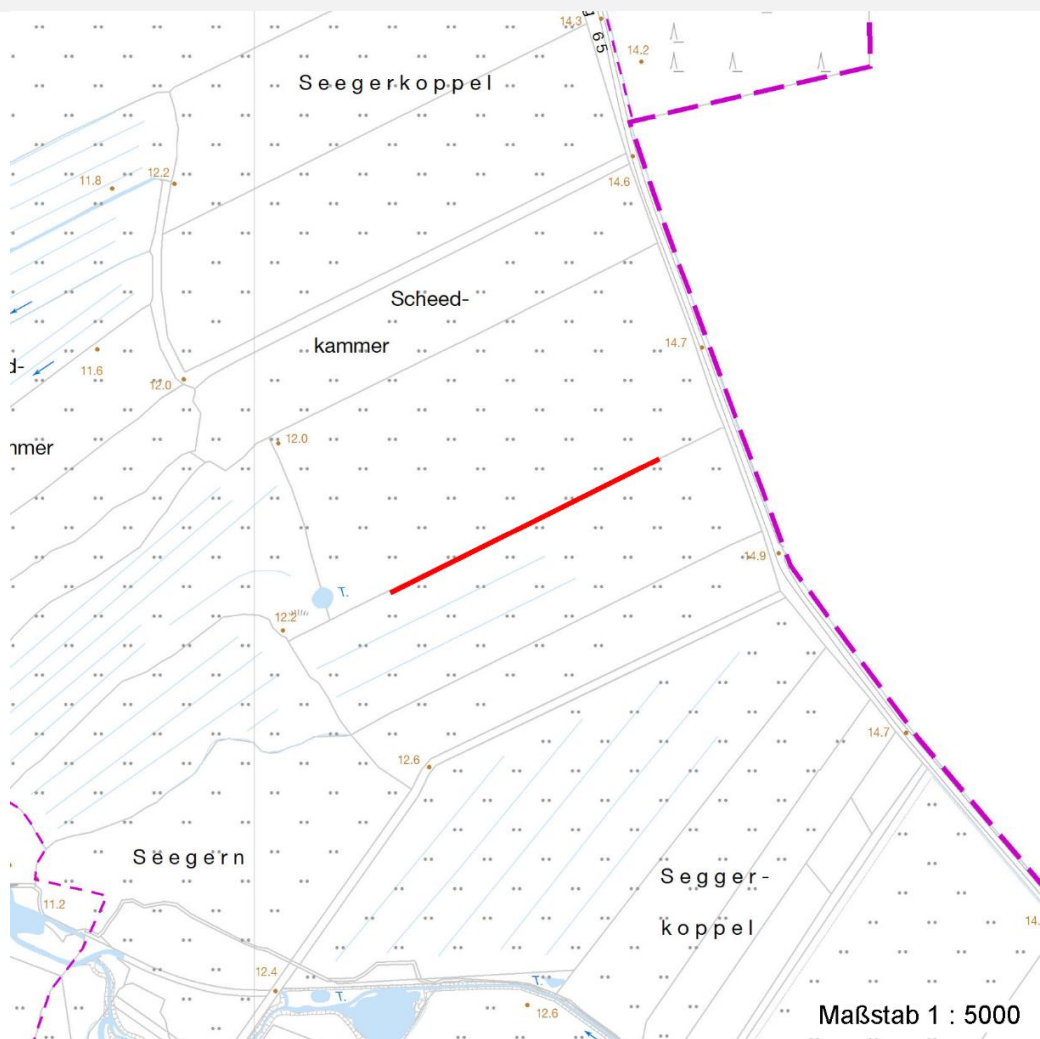 14.3
65
14.2
Seegerkoppel
11.8
12.2
14.6
Scheed-
kammer
14.7
11.6
12.0
12.0
14.9
T.
12.2
14.7
12.6
Seegern
Segger-
koppel
11.2
12.4
T.
T.
12.6
Maßstab 1 : 5000